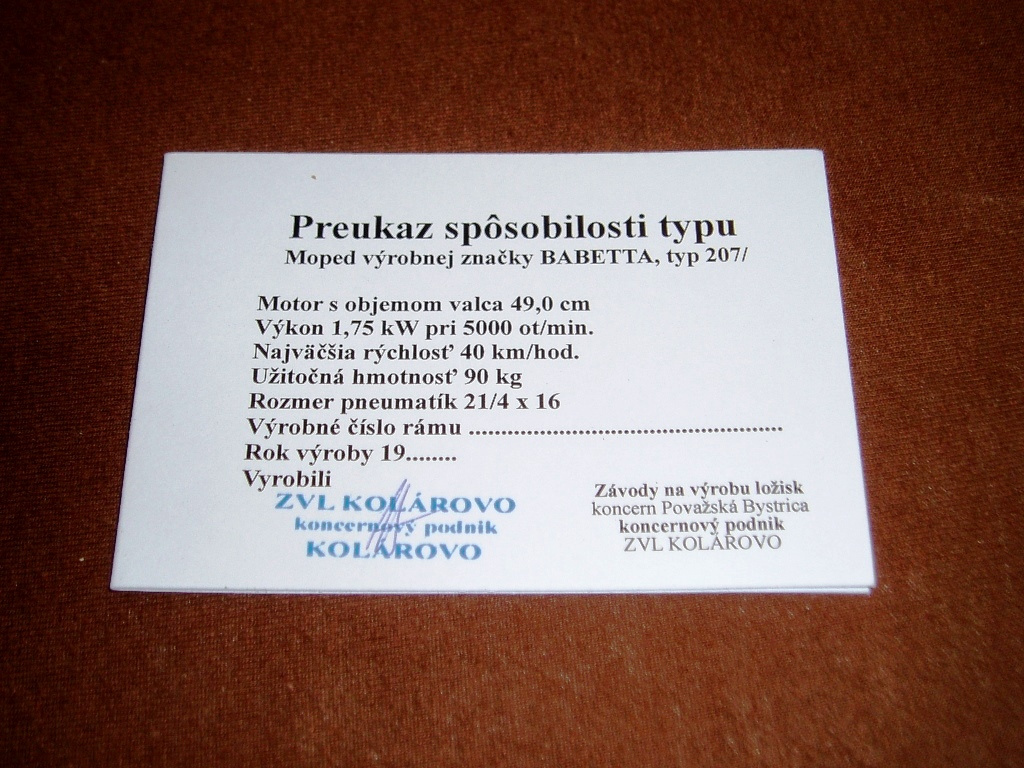 Preukaz spôsobilosti typu
Moped výrobnej značky BABETTA, typ 207/
Motor s objemom valca 49,0 cm
Výkon 1,75 kW pri 5000 ot/min.
Najväčšia rýchlosť 40 km/hod.
Užitočná hmotnosť 90 kg
Rozmer pneumatík 21/4 x 16
Výrobné číslo rámu ....................................................
Rok výroby 19........
Vyrobili
ZVL KOLÁROVO
koncernový podnik
KOLÁROVO
Závody na výrobu ložísk
koncern Považská Bystrica
koncernový podnik
ZVL KOLÁROVO